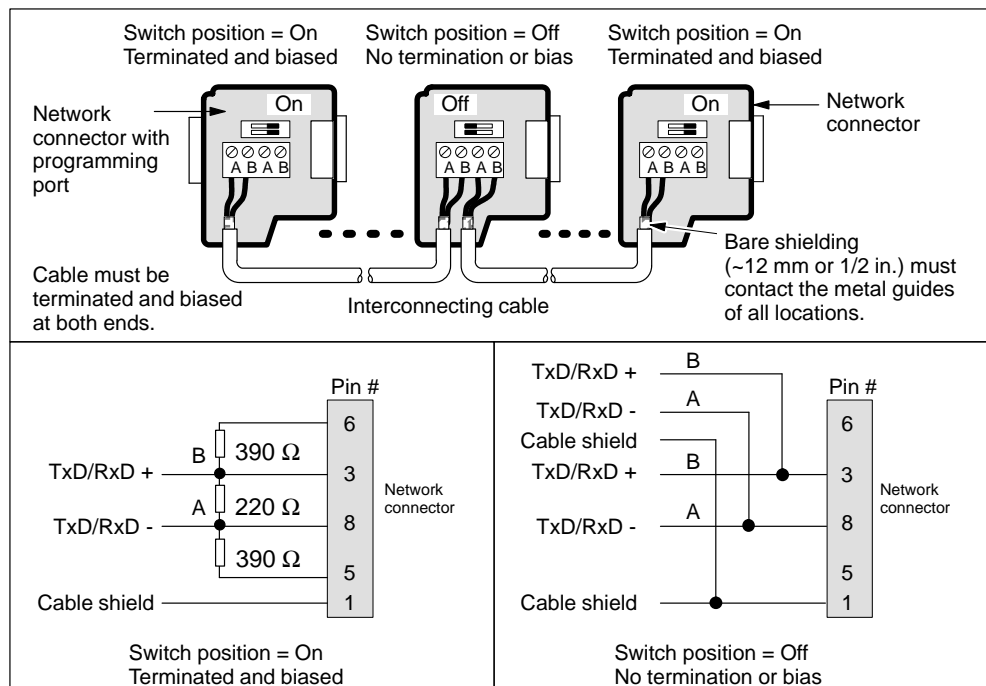 Switch position = On
Terminated and biased
Switch position = Off
No termination or bias
Switch position = On
Terminated and biased
Network
connector with
programming
port
On
A B A B
Off
A B A B
On
A B A B
Network
connector
Cable must be
terminated and biased
at both ends.
Interconnecting cable
Bare shielding
(~12 mm or 1/2 in.) must
contact the metal guides
of all locations.
Pin #
6
390 Ω
B
TxD/RxD +
3
Network
connector
A
220 Ω
TxD/RxD -
8
390 Ω
5
Cable shield
1
Switch position = On
Terminated and biased
TxD/RxD +
B
Pin #
TxD/RxD -
A
6
Cable shield
TxD/RxD +
B
3
Network
connector
TxD/RxD -
A
8
5
Cable shield
1
Switch position = Off
No termination or bias